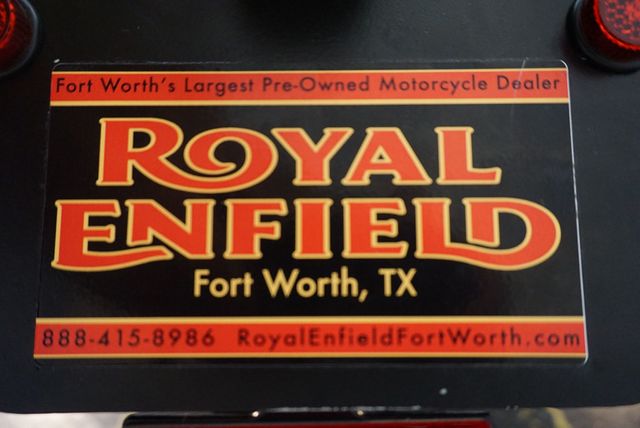 Fort Worth's Largest Pre-Owned Motorcycle Dealer
ROYAL
ENFIELD
Fort Worth, TX
888-415-8986 RoyalEnfieldFortWorth.com